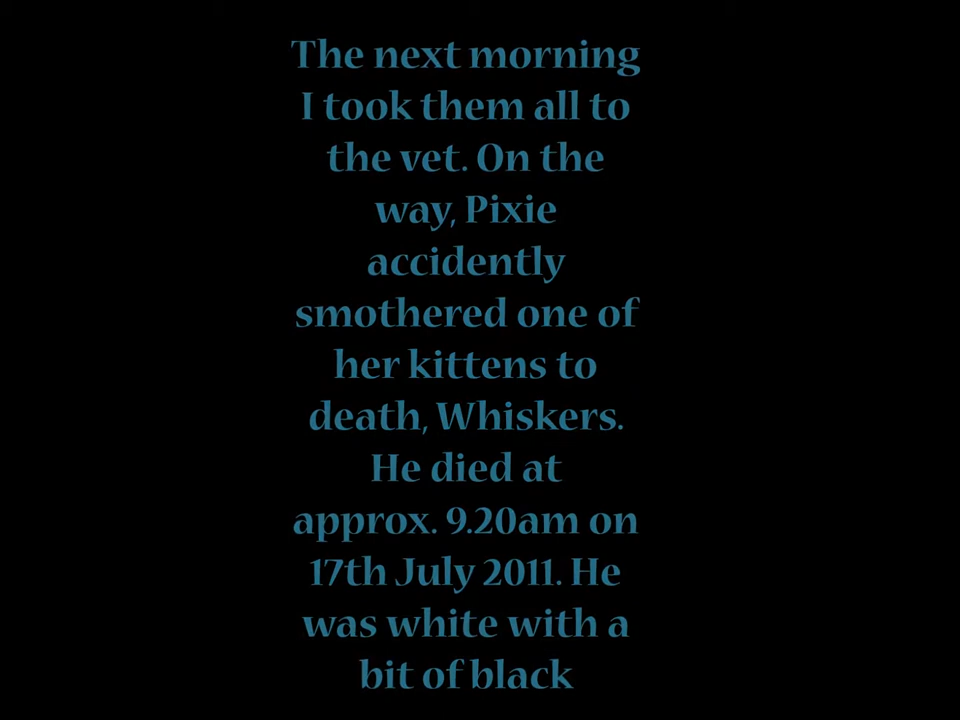 The next morning
I took them all to
the vet. On the
way, Pixie
accidently
smothered one of
her kittens to
death, Whiskers.
He died at
approx. 9.20am on
17th July 2011. He
was white with a
bit of black